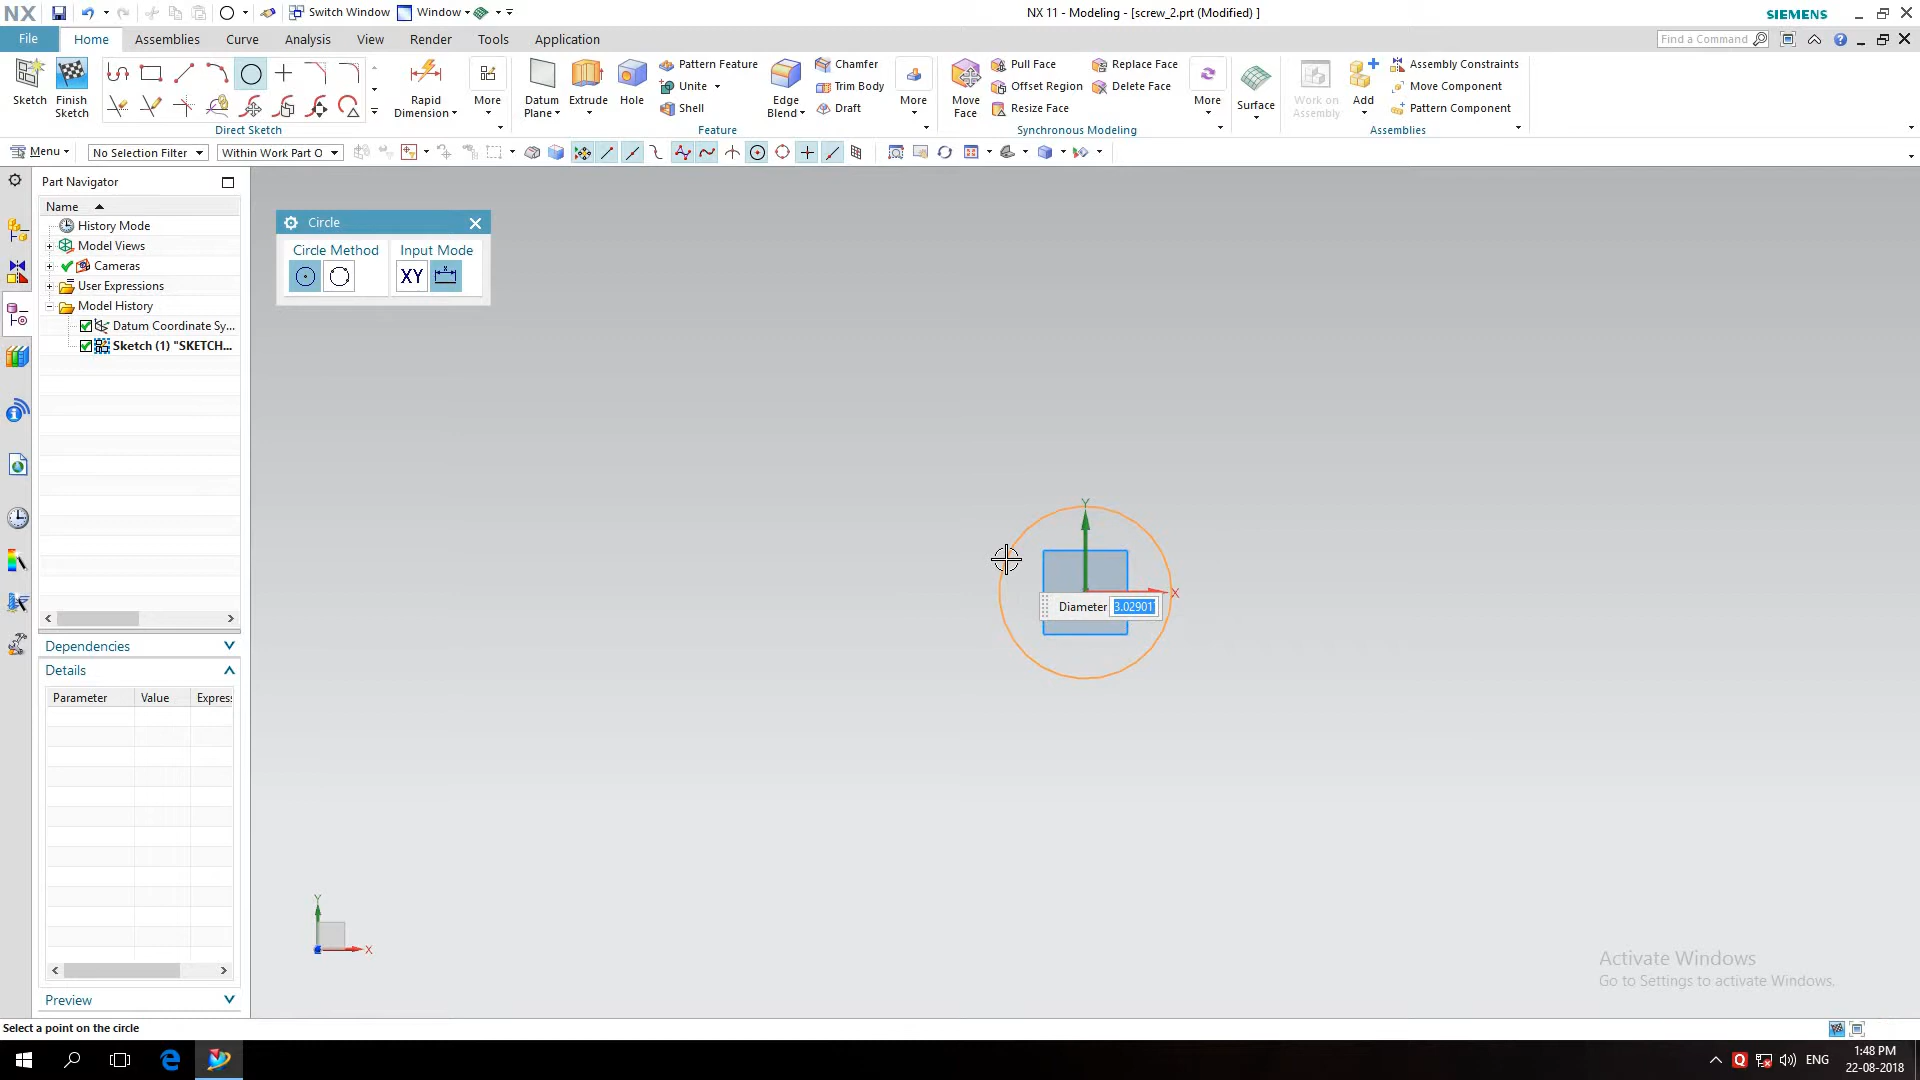 NX
Switch Window
Window
NX 11 - Modeling - [screw_2.prt (Modified) ]
SIEMENS
File
Home
Assemblies
Curve
Analysis
View
Render
Tools
Application
Find a Command
Sketch
Finish Sketch
Rapid Dimension
More
Direct Sketch
Datum Plane
Extrude
Hole
Pattern Feature
Unite
Shell
Edge Blend
Chamfer
Trim Body
Draft
More
Feature
Move Face
Pull Face
Offset Region
Resize Face
Replace Face
Delete Face
More
Synchronous Modeling
Surface
Work on Assembly
Add
Assembly Constraints
Move Component
Pattern Component
Assemblies
Menu
No Selection Filter
Within Work Part O
Part Navigator
Name
History Mode
Model Views
Cameras
User Expressions
Model History
Datum Coordinate Sy...
Sketch (1) "SKETCH...
Dependencies
Details
Parameter
Value
Express
Preview
Circle
Circle Method
Input Mode
XY
Y
X
Diameter
3.02901
Y
X
Activate Windows
Go to Settings to activate Windows.
Select a point on the circle
ENG
1:48 PM
22-08-2018